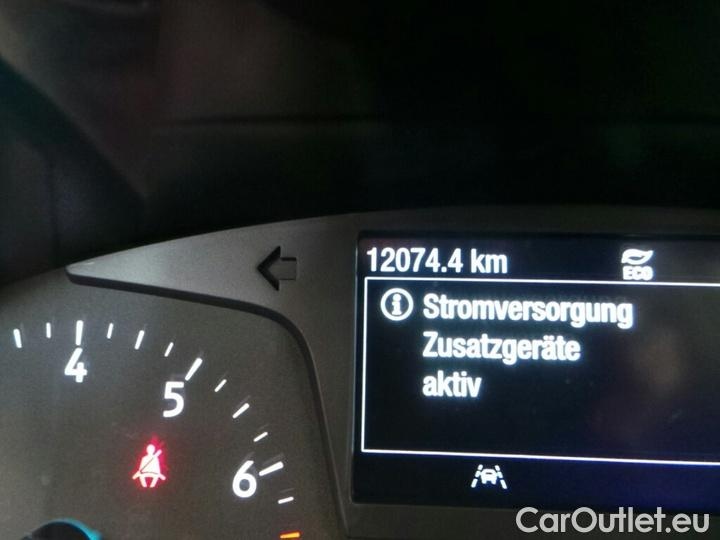 12074.4 km
ECO
i Stromversorgung
Zusatzgeräte
aktiv
4
5
6
CarOutlet.eu